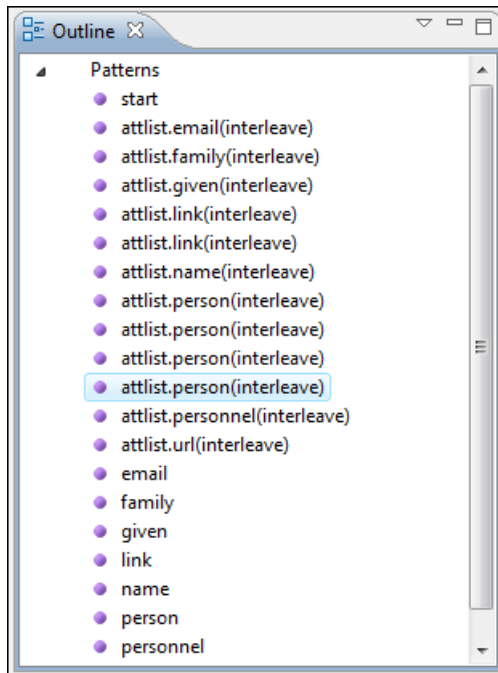 Outline
Patterns
start
attlist.email(interleave)
attlist.family(interleave)
attlist.given(interleave)
attlist.link(interleave)
attlist.link(interleave)
attlist.name(interleave)
attlist.person(interleave)
attlist.person(interleave)
attlist.person(interleave)
attlist.person(interleave)
attlist.personnel(interleave)
attlist.url(interleave)
email
family
given
link
name
person
personnel